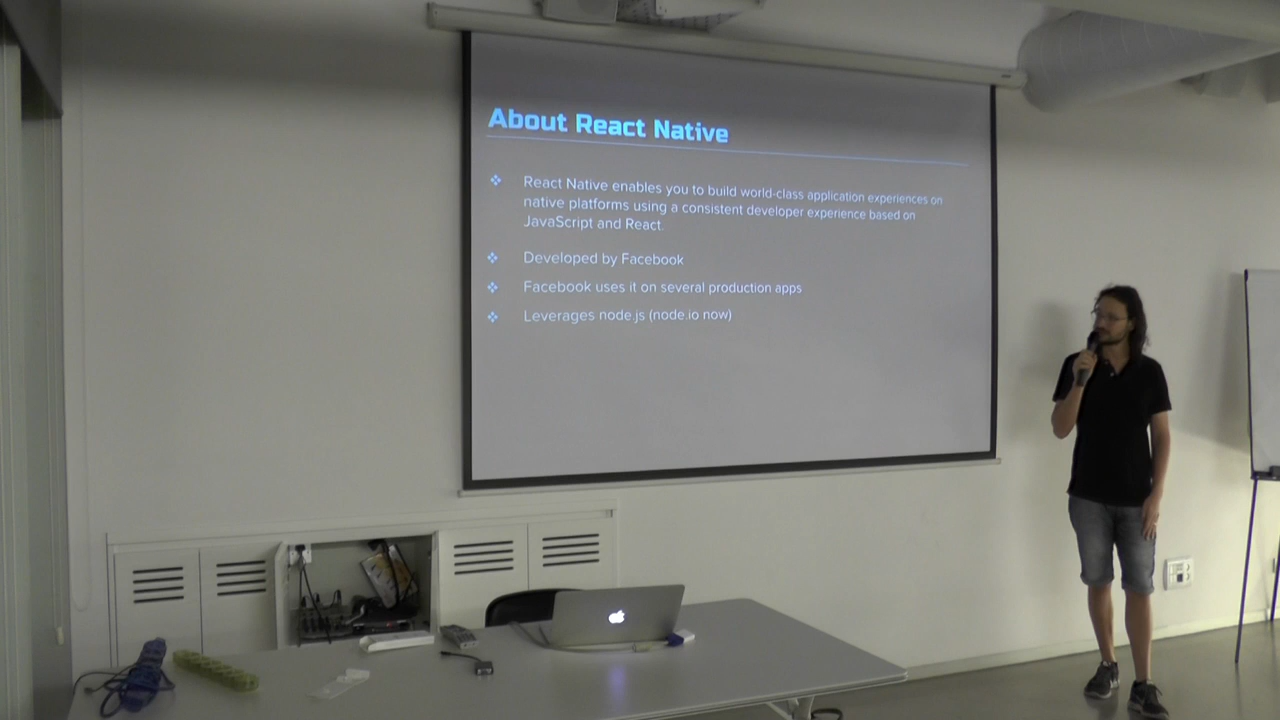 About React Native
React Native enables you to build world-class application experiences on
native platforms using a consistent developer experience based on
JavaScript and React.
Developed by Facebook
Facebook uses it on several production apps
Leverages node.js (node.io now)